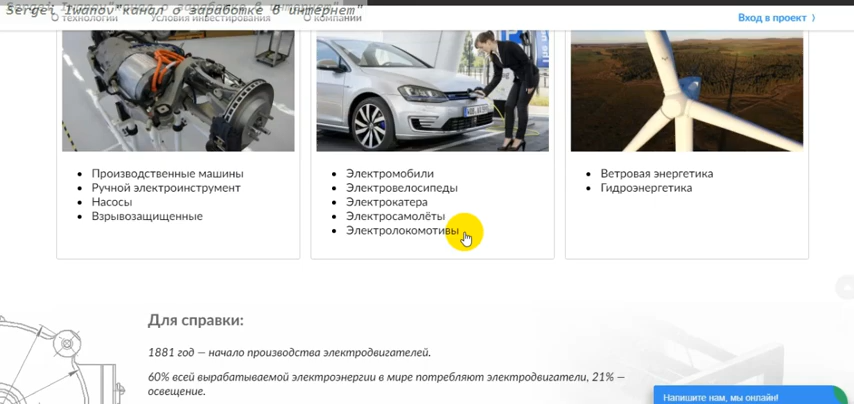 Sergei Iwanov"канал о заработке в интернет"
О технологии
Условия инвестирования
О компании
Вход в проект
Производственные машины
Ручной электроинструмент
Насосы
Взрывозащищенные
Электромобили
Электровелосипеды
Электрокатера
Электросамолёты
Электролокомотивы
Ветровая энергетика
Гидроэнергетика
Для справки:
1881 год — начало производства электродвигателей.
60% всей вырабатываемой электроэнергии в мире потребляют электродвигатели, 21% —
освещение.
Напишите нам, мы онлайн!